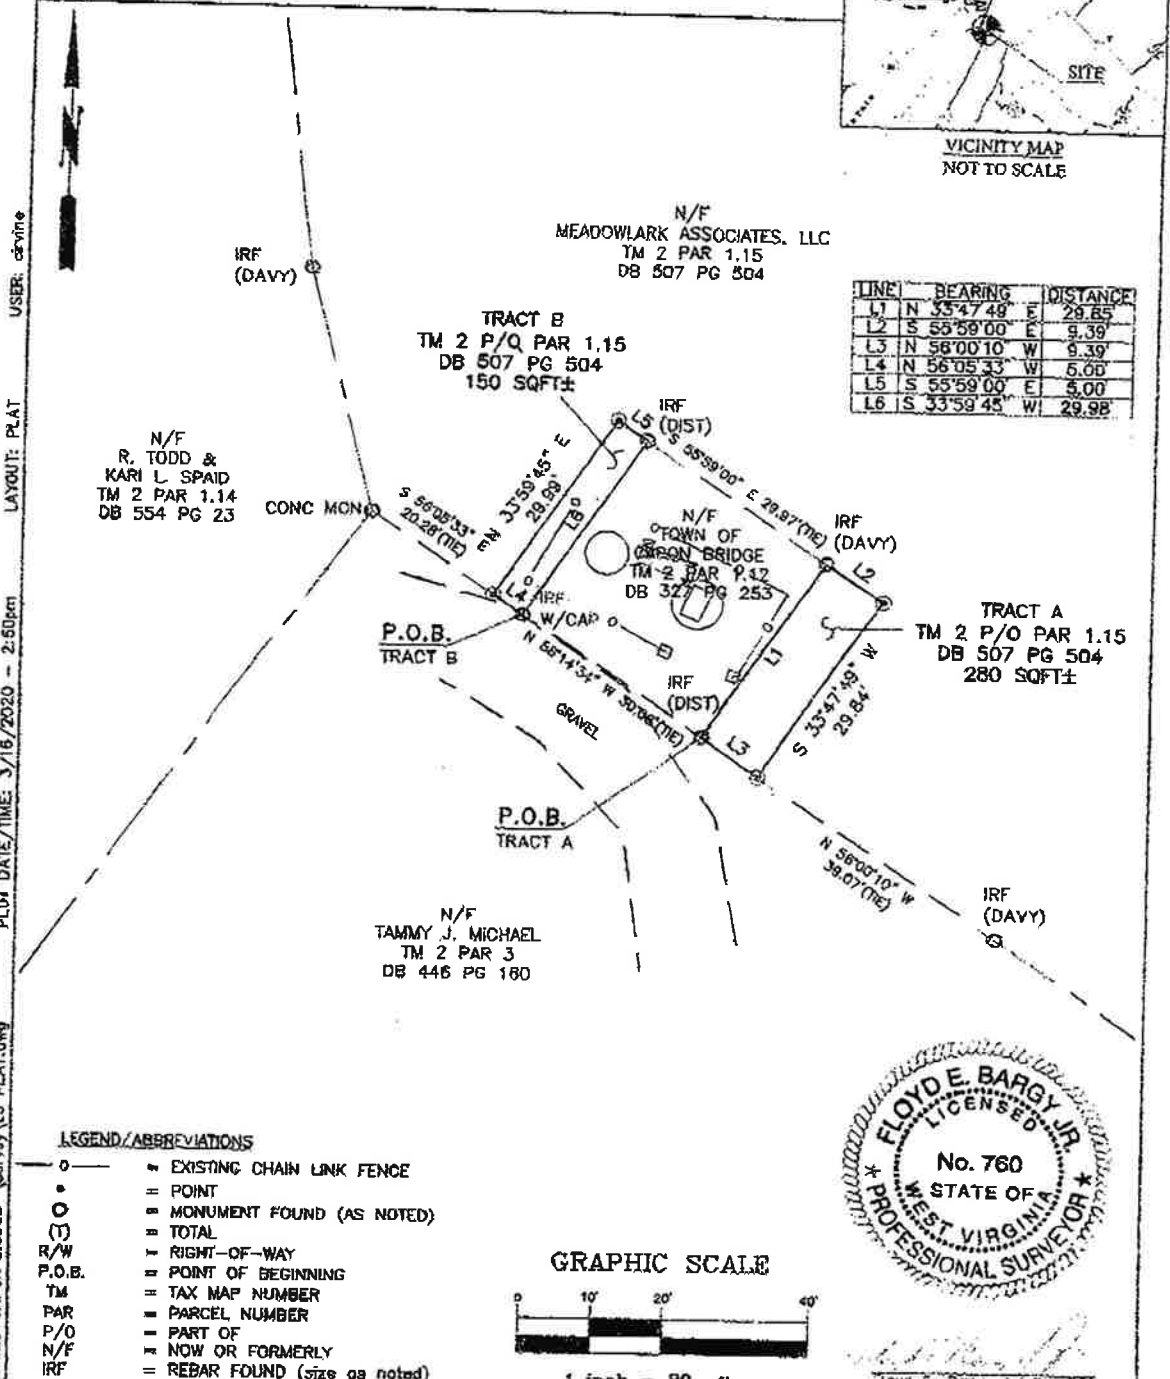 SITE
VICINITY MAP
NOT TO SCALE
N/F
MEADOWLARK ASSOCIATES, LLC
TM 2 PAR 1.15
DB 507 PG 504
IRF
(DAVY)
LINE BEARING DISTANCE
L1 N 33°47'49" E 29.85'
L2 S 55°59'00" E 9.39'
L3 N 56°00'10" W 9.39'
L4 N 56°05'33" W 5.00'
L5 S 55°59'00" E 5.00
L6 S 33°59'45" W 29.98'
TRACT B
TM 2 P/O PAR 1.15
DB 507 PG 504
150 SQFT±
L5
IRF
(DIST)
S 55°59'00" E 29.97'(TIE)
N/F
R. TODD &
KARI L. SPAID
TM 2 PAR 1.14
DB 554 PG 23
CONC MON
S 56°05'33" E
20.28'(TIE)
N 33°59'45" E
29.99'
L6
N/F
TOWN OF
CAPON BRIDGE
TM 2 PAR 1.12
DB 327 PG 253
IRF
(DAVY)
L2
L4
IRF
W/CAP
P.O.B.
TRACT B
N 56°14'34" W 30.06'(TIE)
IRF
(DIST)
L1
TRACT A
TM 2 P/O PAR 1.15
DB 507 PG 504
280 SQFT±
S 33°47'49" W
29.84'
GRAVEL
L3
P.O.B.
TRACT A
N 56°00'10" W
39.07'(TIE)
IRF
(DAVY)
N/F
TAMMY J. MICHAEL
TM 2 PAR 3
DB 446 PG 160
USER: cirvine
LAYOUT: PLAT
PLOT DATE/TIME: 3/16/2020 - 2:50pm
LEGEND/ABBREVIATIONS
= EXISTING CHAIN LINK FENCE
= POINT
= MONUMENT FOUND (AS NOTED)
(T) = TOTAL
R/W = RIGHT-OF-WAY
P.O.B. = POINT OF BEGINNING
TM = TAX MAP NUMBER
PAR = PARCEL NUMBER
P/O = PART OF
N/F = NOW OR FORMERLY
IRF = REBAR FOUND (size as noted)
GRAPHIC SCALE
0 10' 20' 40'
1 inch = 20
FLOYD E. BARGY JR.
LICENSED
No. 760
STATE OF
WEST VIRGINIA
PROFESSIONAL SURVEYOR